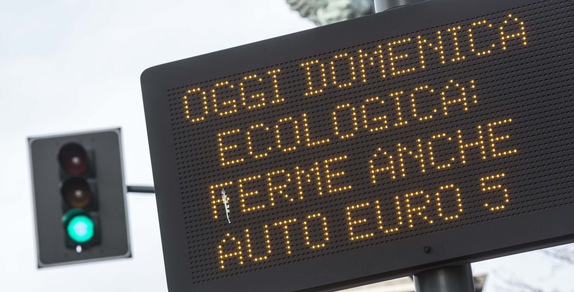 OGGI DOMENICA
ECOLOGICA:
FERME ANCHE
AUTO EURO 5